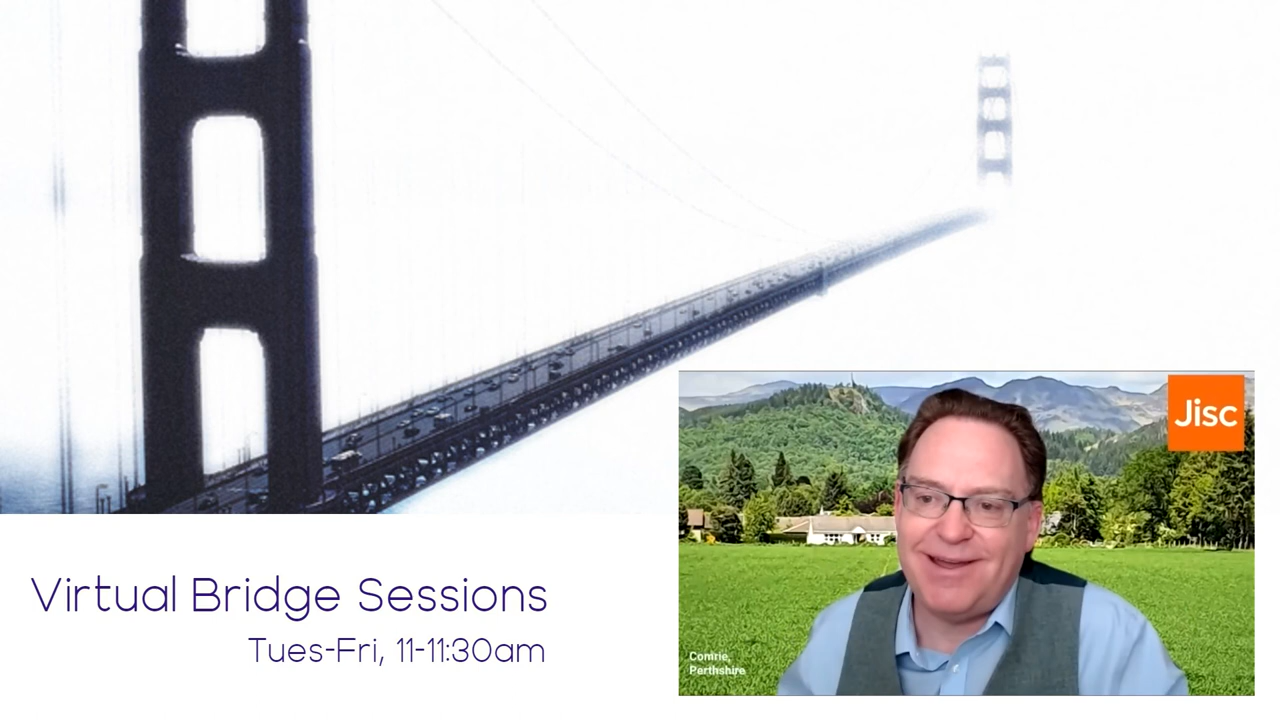 Virtual Bridge Sessions
Tues-Fri, 11-11:30am
Jisc
Comrie,
Perthshire